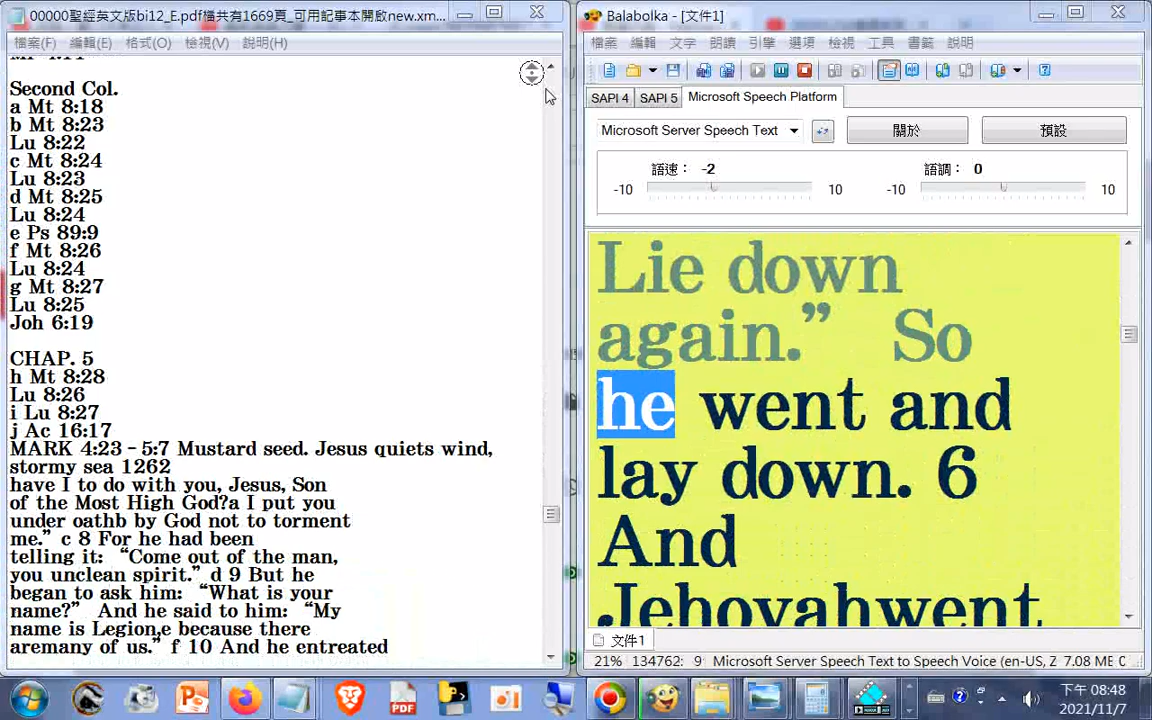 00000聖經英文版bi12_E.pdf檔共有1669頁_可用記事本開啟new.xm...
檔案(F) 編輯(E) 格式(O) 檢視(V) 說明(H)
Second Col.
a Mt 8:18
b Mt 8:23
Lu 8:22
c Mt 8:24
Lu 8:23
d Mt 8:25
Lu 8:24
e Ps 89:9
f Mt 8:26
Lu 8:24
g Mt 8:27
Lu 8:25
Joh 6:19
CHAP. 5
h Mt 8:28
Lu 8:26
i Lu 8:27
j Ac 16:17
MARK 4:23 - 5:7 Mustard seed. Jesus quiets wind,
stormy sea 1262
have I to do with you, Jesus, Son
of the Most High God?a I put you
under oathb by God not to torment
me.” c 8 For he had been
telling it: “Come out of the man,
you unclean spirit.” d 9 But he
began to ask him: “What is your
name?” And he said to him: “My
name is Legion,e because there
aremany of us.” f 10 And he entreated
Balabolka - [文件1]
檔案 編輯 文字 朗讀 引擎 選項 檢視 工具 書籤 說明
SAPI 4 SAPI 5 Microsoft Speech Platform
Microsoft Server Speech Text 關於 預設
語速： -2 語調： 0
-10 10 -10 10
Lie down
again.” So
he went and
lay down. 6
And
Jehovahwent
文件1
21% 134762: 9 Microsoft Server Speech Text to Speech Voice (en-US, Z 7.08 ME C
下午 08:48
2021/11/7